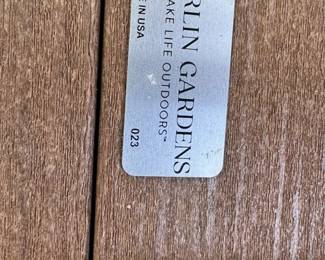 RLIN GARDENS
AKE LIFE OUTDOORS™
E IN USA
023